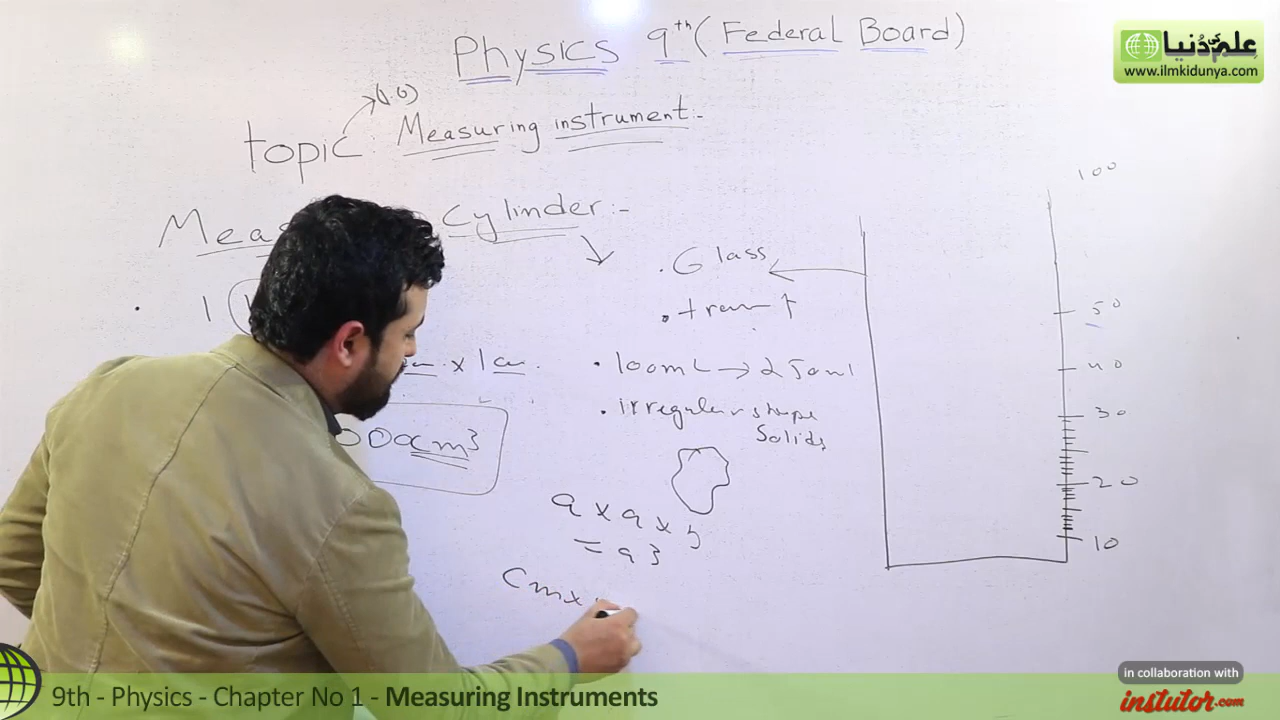 Physics 9th (Federal Board)
علم کی دنیا
www.ilmkidunya.com
topic : Measuring instrument:-
Cylinder:-
. Glass
100
50
. 100mL → 250ml
40
. irregular shape
Solids
30
20
10
x 1cm.
000cm3
= a3
cm x
in collaboration with
instutor.com
9th - Physics - Chapter No 1 - Measuring Instruments